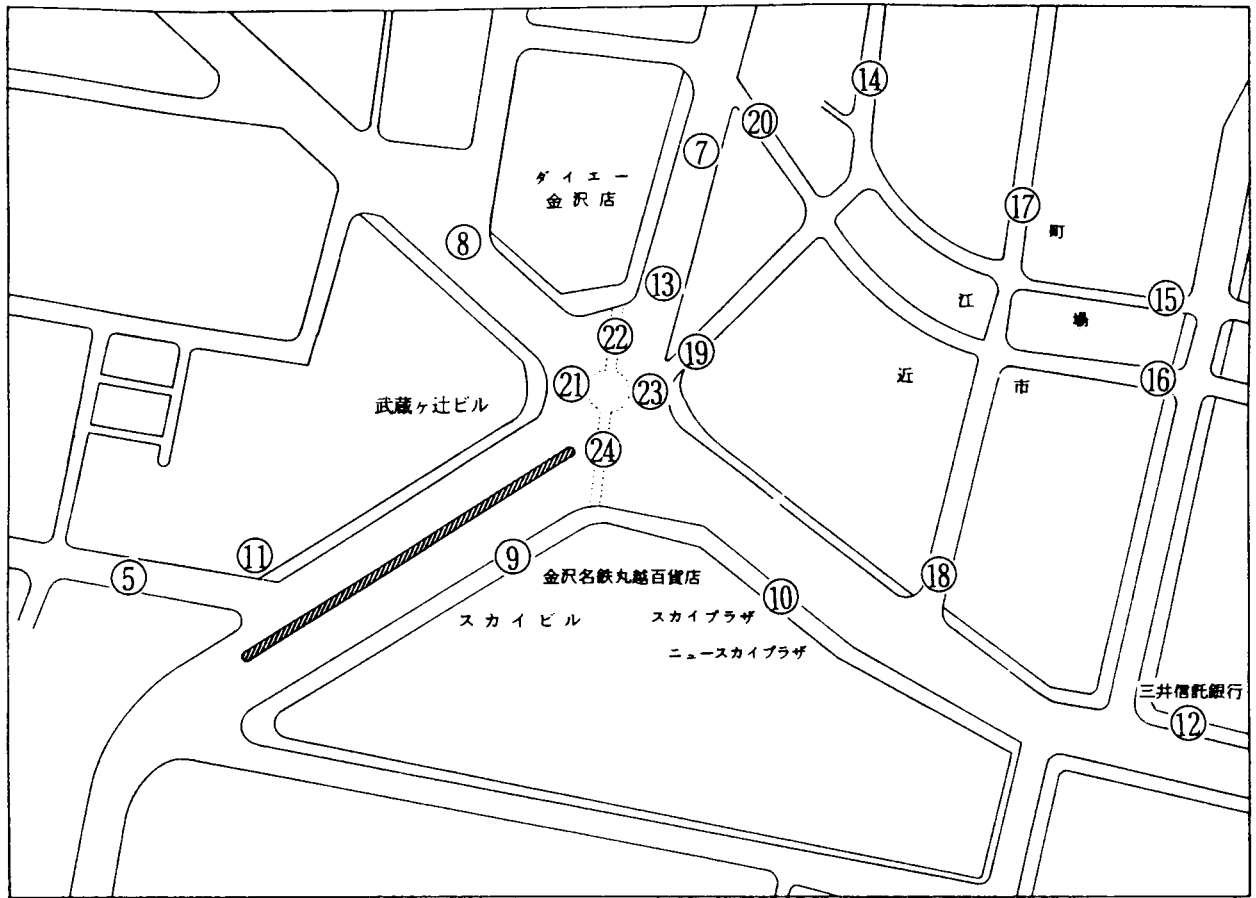 ⑭
⑳
⑦
ダイエー
金沢店
⑰
町
⑧
⑬
江
⑮
場
㉒
⑲
近
市
⑯
㉑
㉓
武蔵ヶ辻ビル
㉔
⑪
⑨
⑤
金沢名鉄丸越百貨店
⑩
⑱
スカイビル
スカイプラザ
ニュースカイプラザ
三井信託銀行
⑫